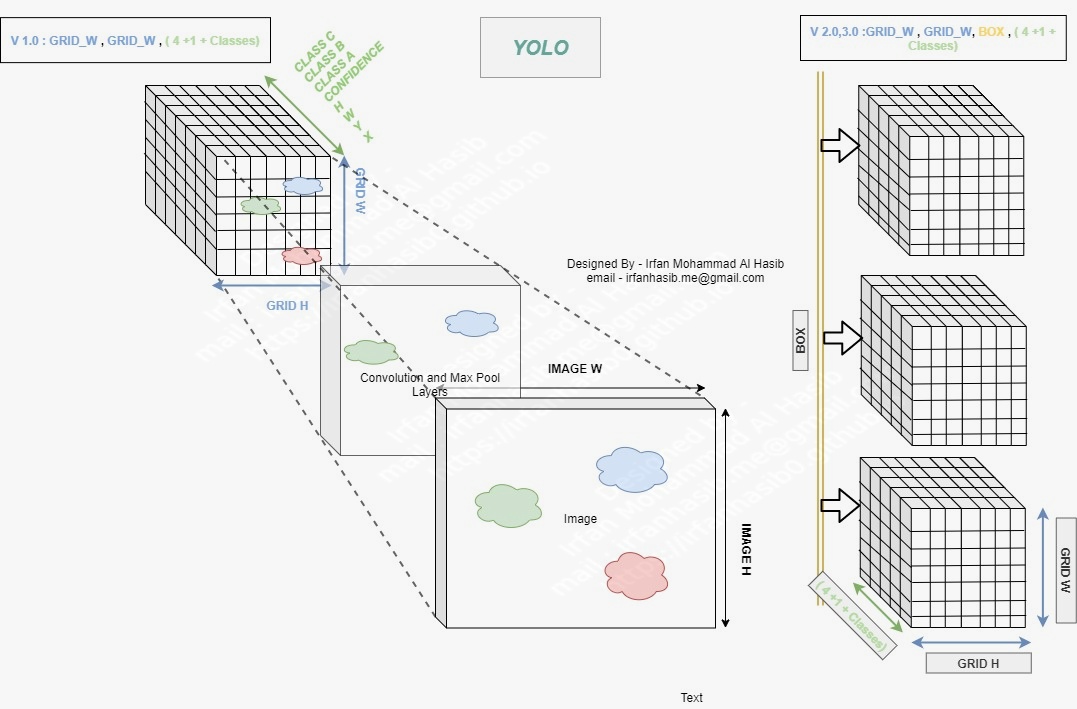 V 1.0 : GRID_W , GRID_W , ( 4 +1 + Classes)
YOLO
V 2.0,3.0 :GRID_W , GRID_W, BOX , ( 4 +1 +
Classes)
CLASS C
CLASS B
CLASS A
CONFIDENCE
H
W
Y
X
GRID W
GRID H
Designed By - Irfan Mohammad Al Hasib
email - irfanhasib.me@gmail.com
BOX
IMAGE W
Convolution and Max Pool
Layers
Image
IMAGE H
( 4 +1 + Classes)
GRID W
GRID H
Text